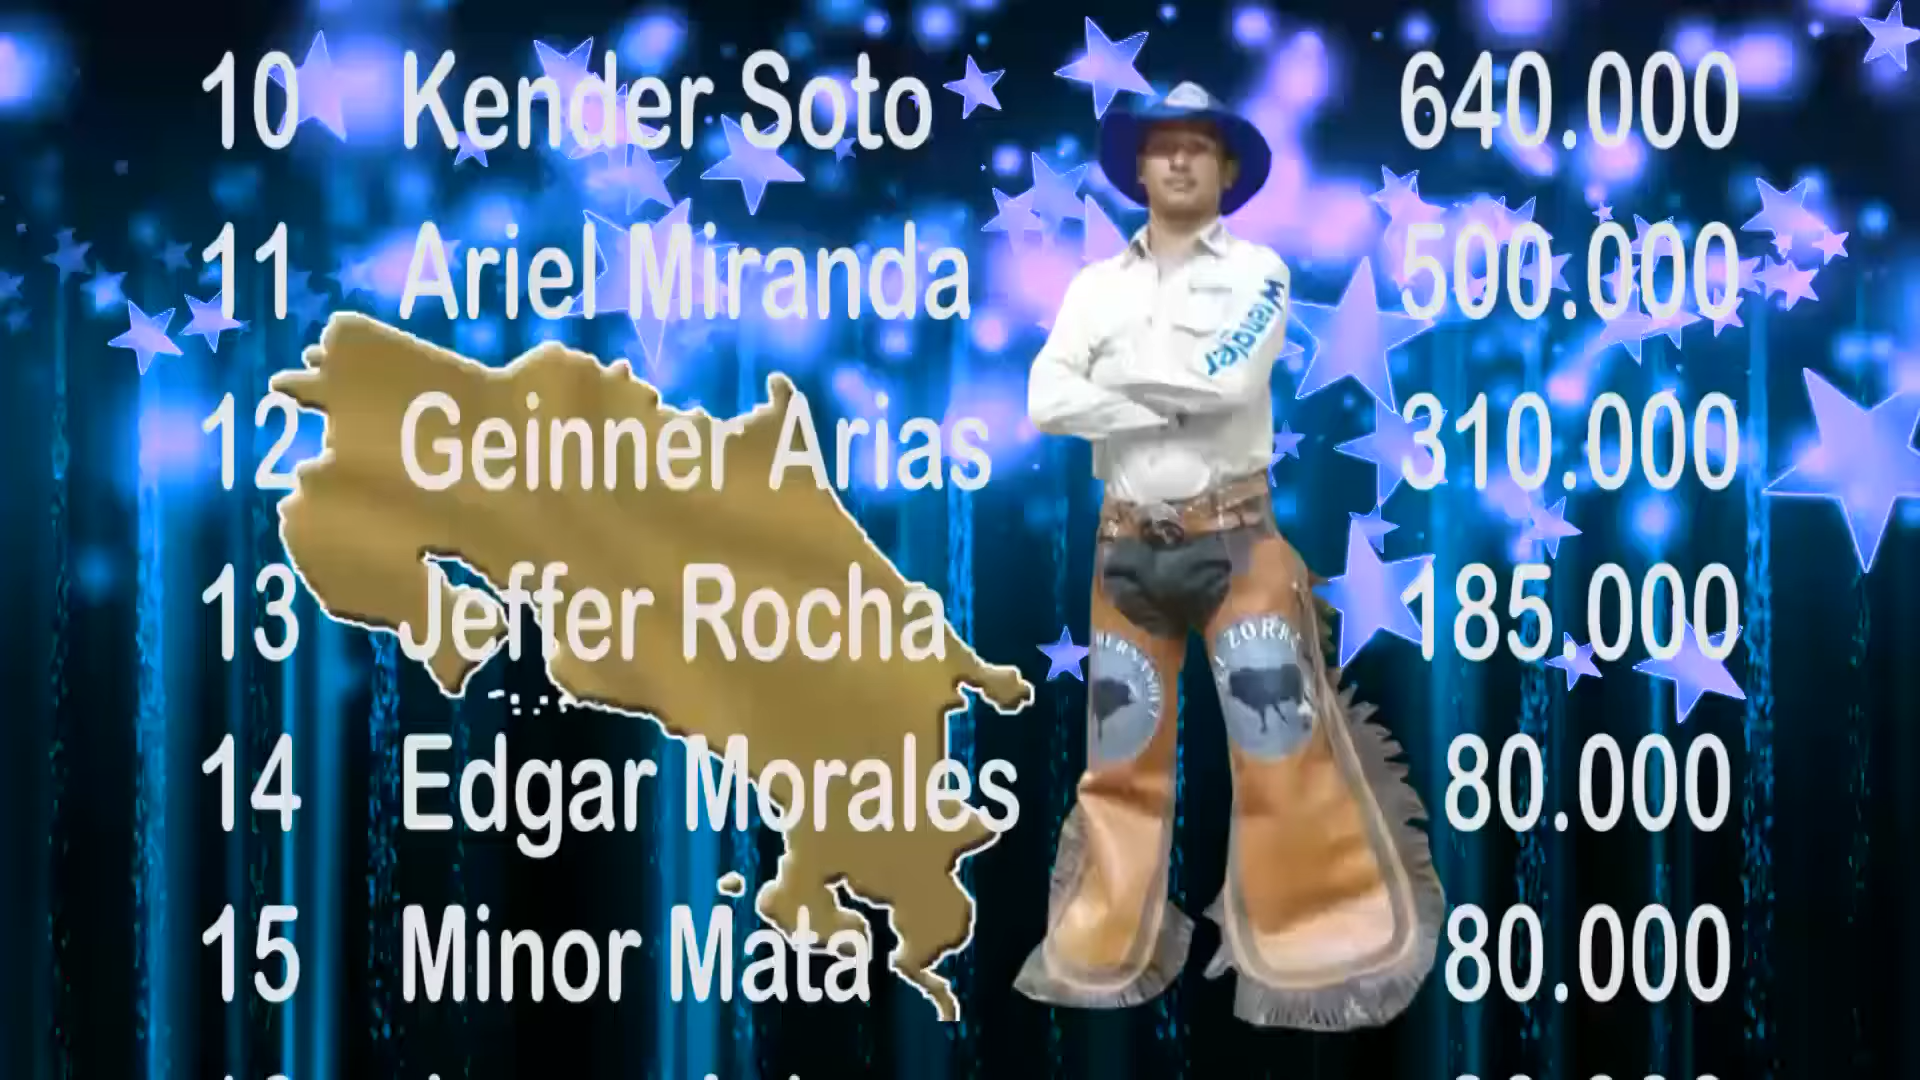 10 Kender Soto 640.000
11 Ariel Miranda 500.000
Wrangler
12 Geinner Arias 310.000
13 Jeffer Rocha 185.000
14 Edgar Morales 80.000
15 Minor Mata 80.000